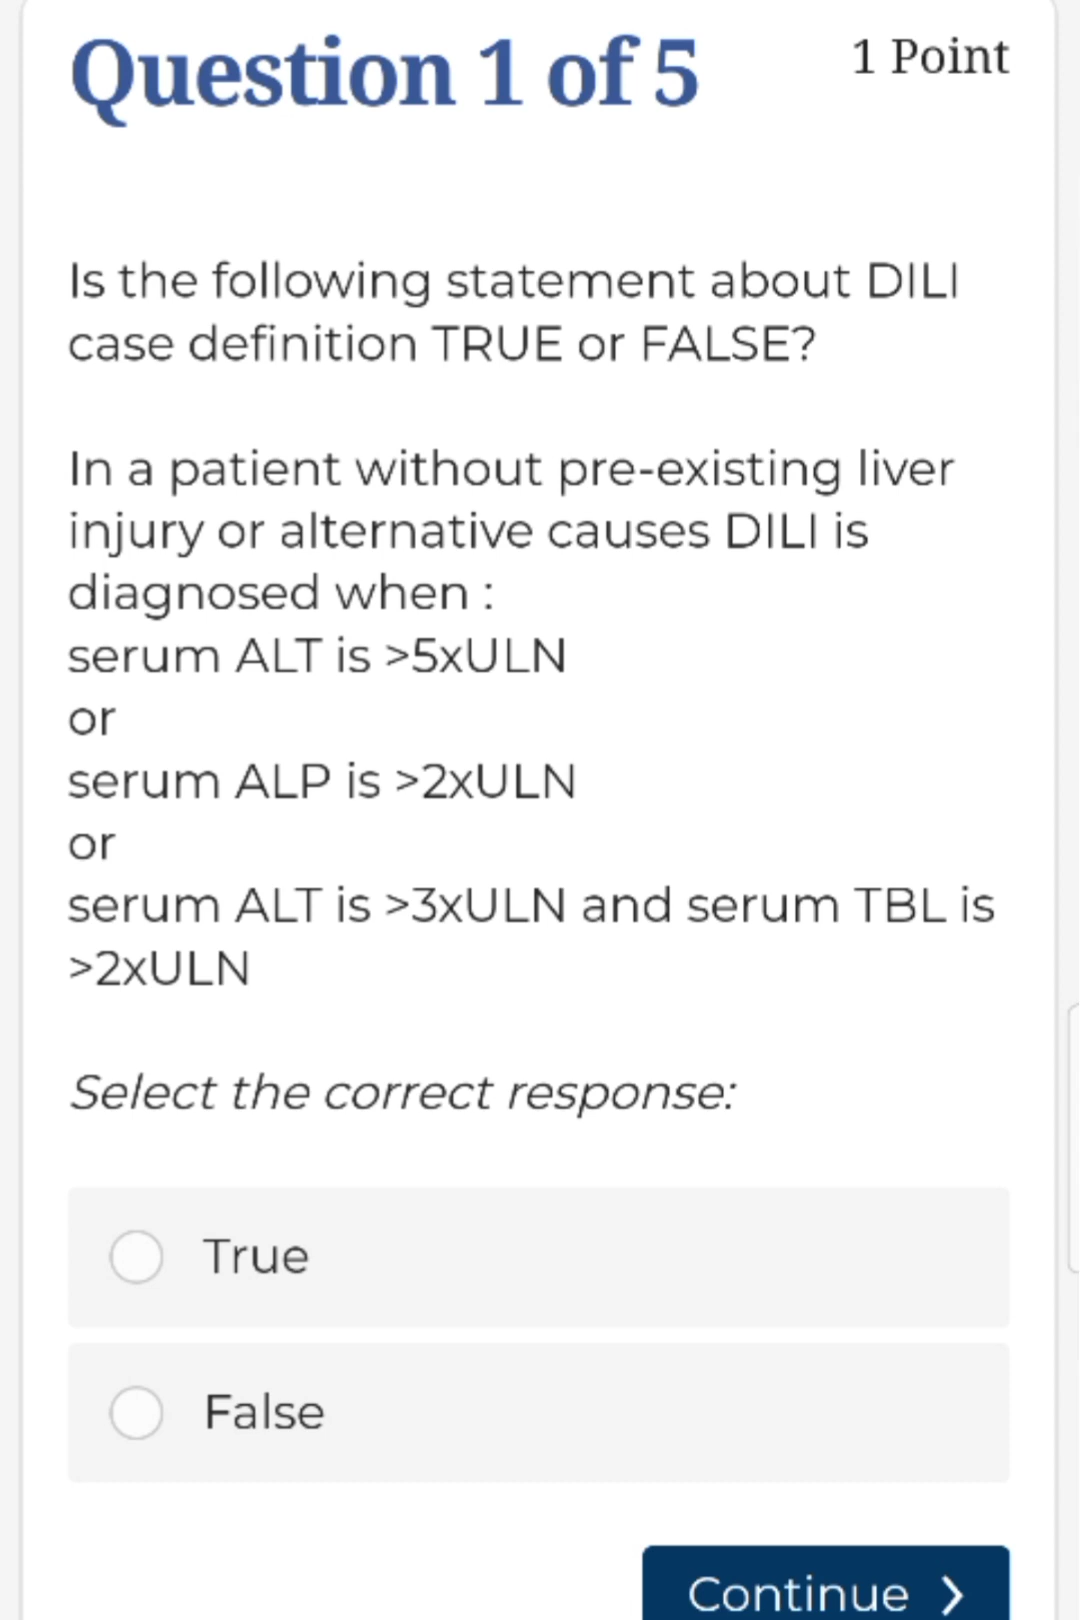 Question 1 of 5
1 Point
Is the following statement about DILI
case definition TRUE or FALSE?
In a patient without pre-existing liver
injury or alternative causes DILI is
diagnosed when :
serum ALT is >5xULN
or
serum ALP is >2xULN
or
serum ALT is >3xULN and serum TBL is
>2xULN
Select the correct response:
True
False
Continue